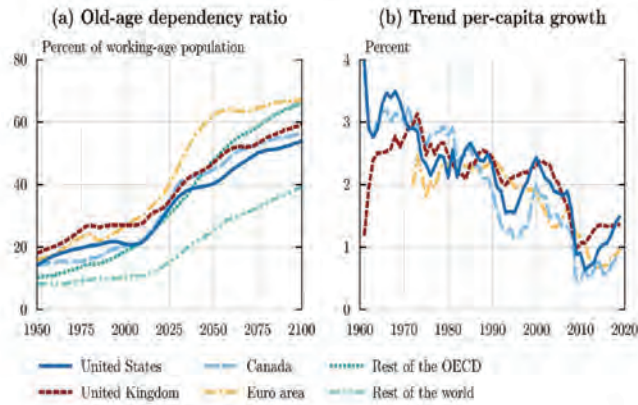 (a) Old-age dependency ratio
Percent of working-age population
80
60
40
20
0
1950 1975 2000 2025 2050 2075 2100
(b) Trend per-capita growth
Percent
4
3
2
1
0
1960 1970 1980 1990 2000 2010 2020
United States Canada Rest of the OECD
United Kingdom Euro area Rest of the world